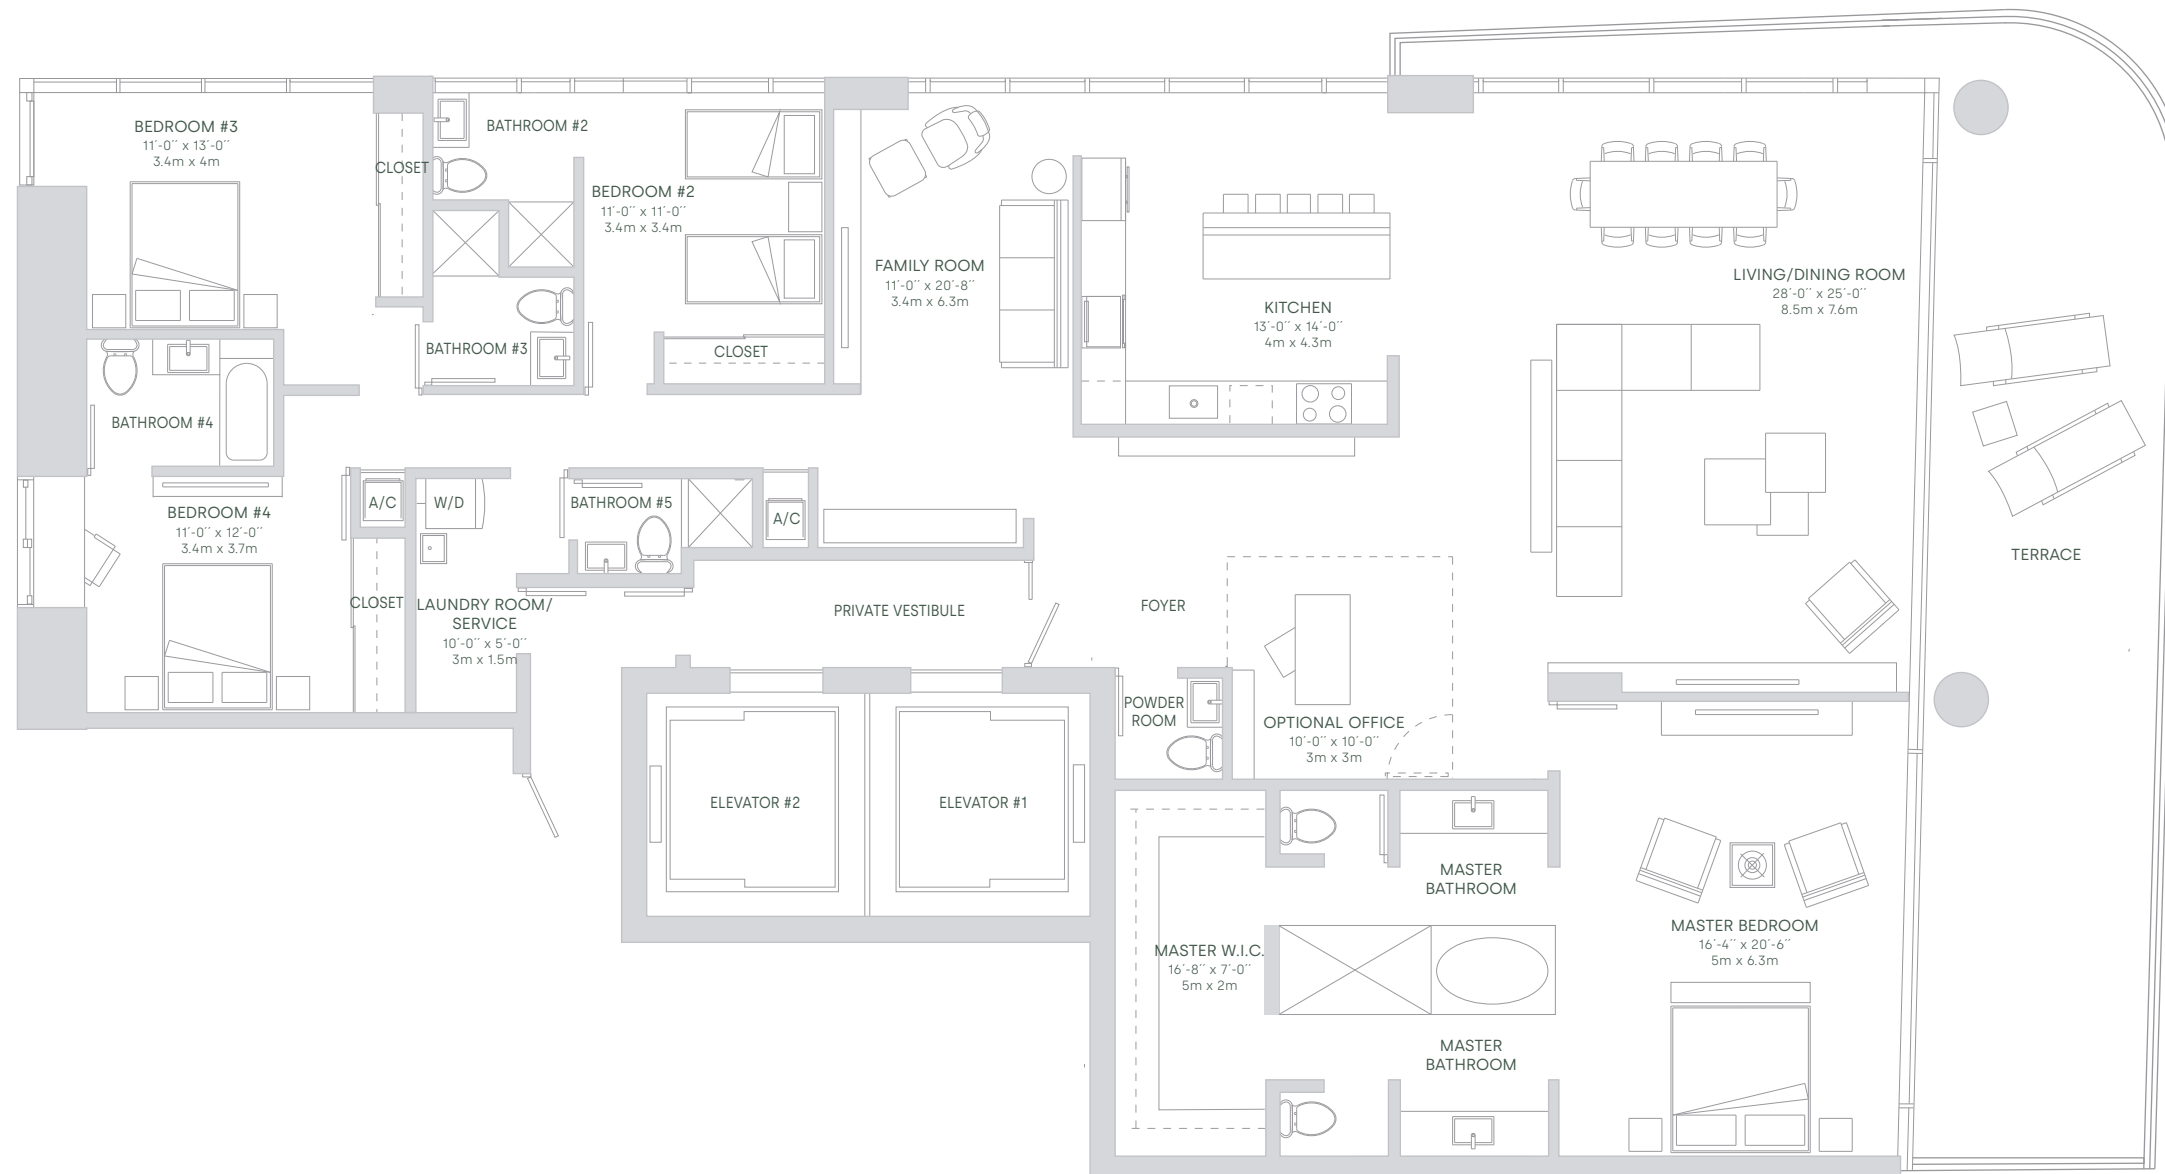 BEDROOM #3
11´-0´´ x 13´-0´´
3.4m x 4m
CLOSET
BATHROOM #2
BEDROOM #2
11´-0´´ x 11´-0´´
3.4m x 3.4m
BATHROOM #3
CLOSET
FAMILY ROOM
11´-0´´ x 20´-8´´
3.4m x 6.3m
KITCHEN
13´-0´´ x 14´-0´´
4m x 4.3m
LIVING/DINING ROOM
28´-0´´ x 25´-0´´
8.5m x 7.6m
TERRACE
BATHROOM #4
BEDROOM #4
11´-0´´ x 12´-0´´
3.4m x 3.7m
A/C
W/D
BATHROOM #5
A/C
CLOSET
LAUNDRY ROOM/
SERVICE
10´-0´´ x 5´-0´´
3m x 1.5m
PRIVATE VESTIBULE
FOYER
POWDER
ROOM
OPTIONAL OFFICE
10´-0´´ x 10´-0´´
3m x 3m
ELEVATOR #2
ELEVATOR #1
MASTER
BATHROOM
MASTER W.I.C.
16´-8´´ x 7´-0´´
5m x 2m
MASTER BEDROOM
16´-4´´ x 20´-6´´
5m x 6.3m
MASTER
BATHROOM